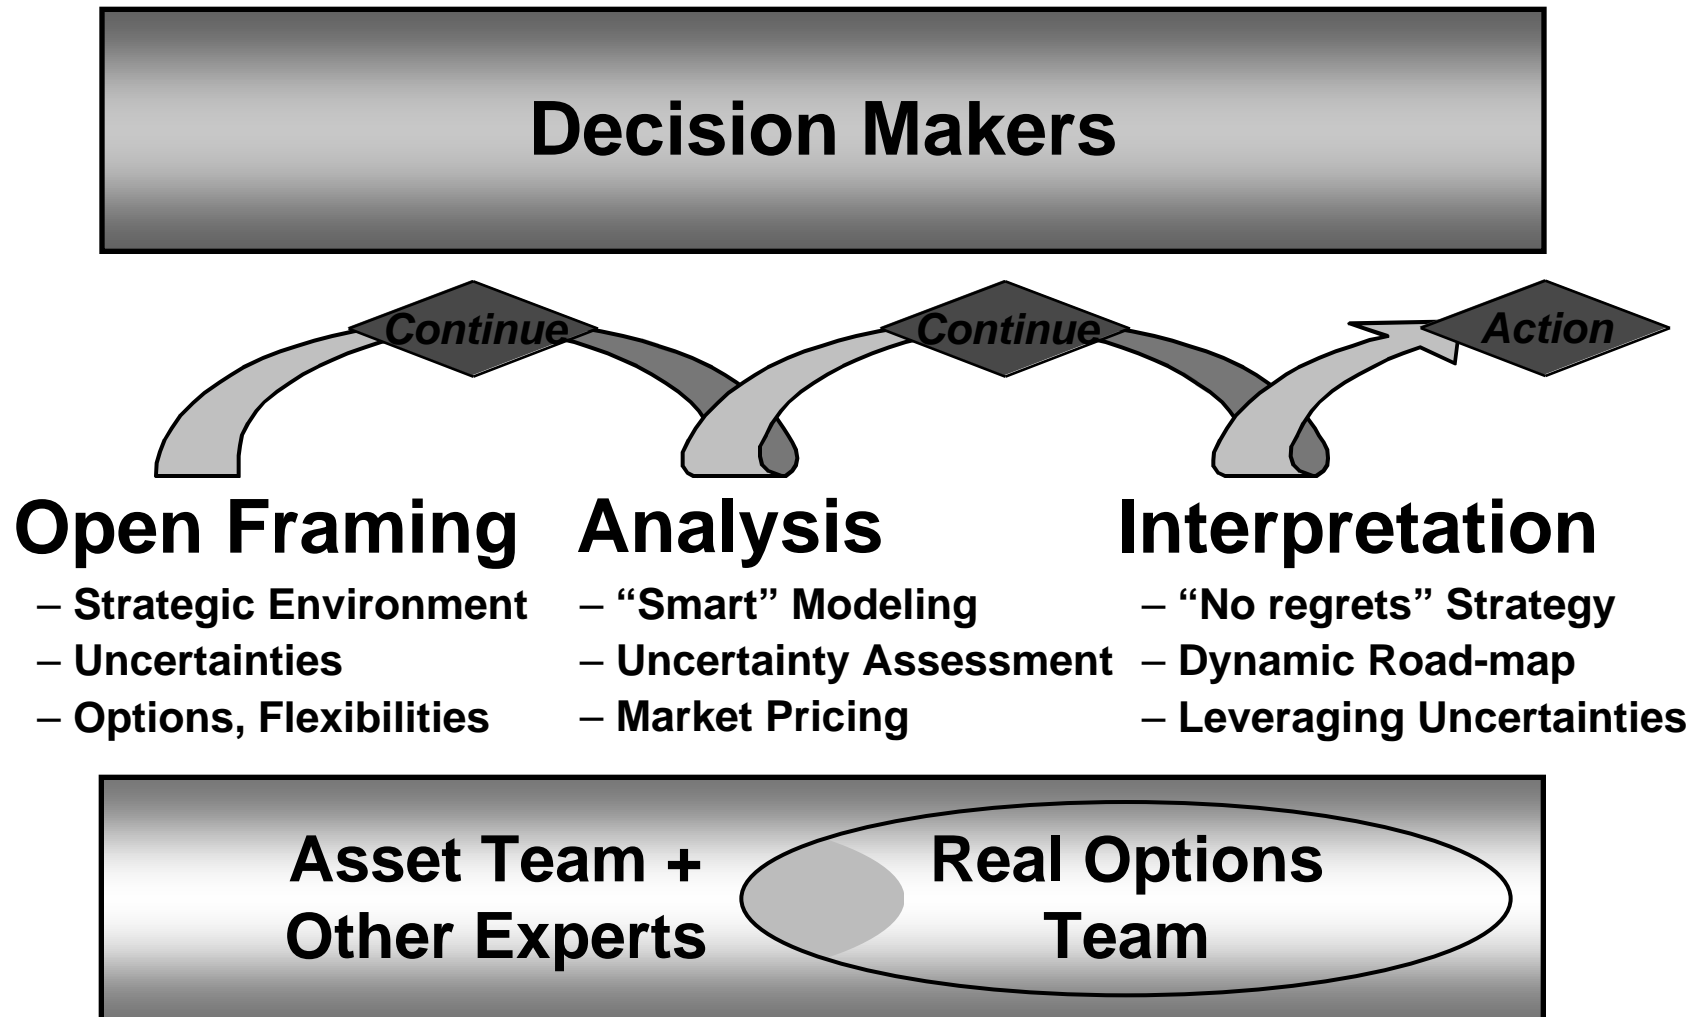 Decision Makers
Continue
Continue
Action
Open Framing
– Strategic Environment
– Uncertainties
– Options, Flexibilities
Analysis
– “Smart” Modeling
– Uncertainty Assessment
– Market Pricing
Interpretation
– “No regrets” Strategy
– Dynamic Road-map
– Leveraging Uncertainties
Asset Team +
Other Experts
Real Options
Team